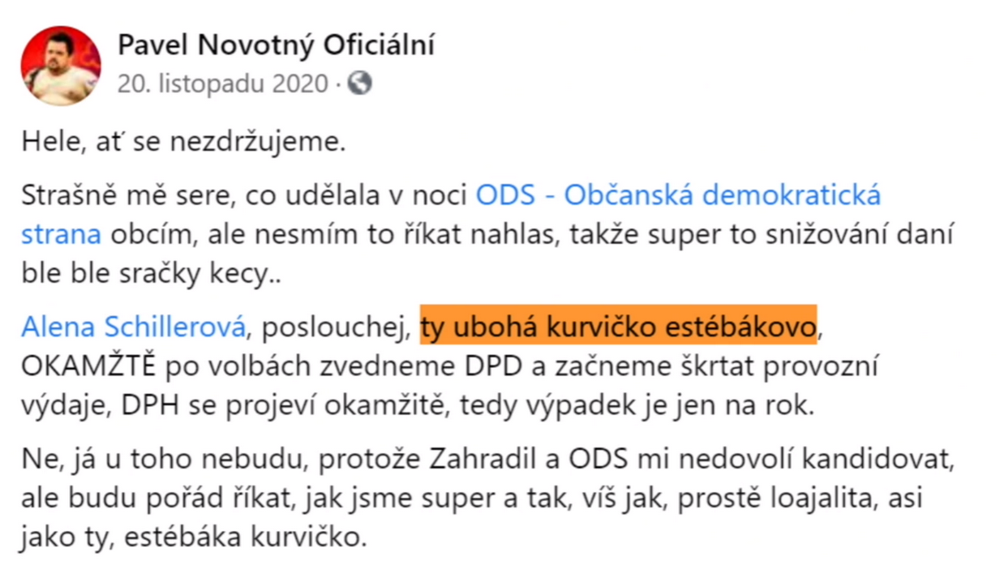 Pavel Novotný Oficiální
20. listopadu 2020 ·
Hele, ať se nezdržujeme.
Strašně mě sere, co udělala v noci ODS - Občanská demokratická
strana obcím, ale nesmím to říkat nahlas, takže super to snižování daní
ble ble sračky kecy..
Alena Schillerová, poslouchej, ty ubohá kurvičko estébákovo,
OKAMŽTĚ po volbách zvedneme DPD a začneme škrtat provozní
výdaje, DPH se projeví okamžitě, tedy výpadek je jen na rok.
Ne, já u toho nebudu, protože Zahradil a ODS mi nedovolí kandidovat,
ale budu pořád říkat, jak jsme super a tak, víš jak, prostě loajalita, asi
jako ty, estébáka kurvičko.